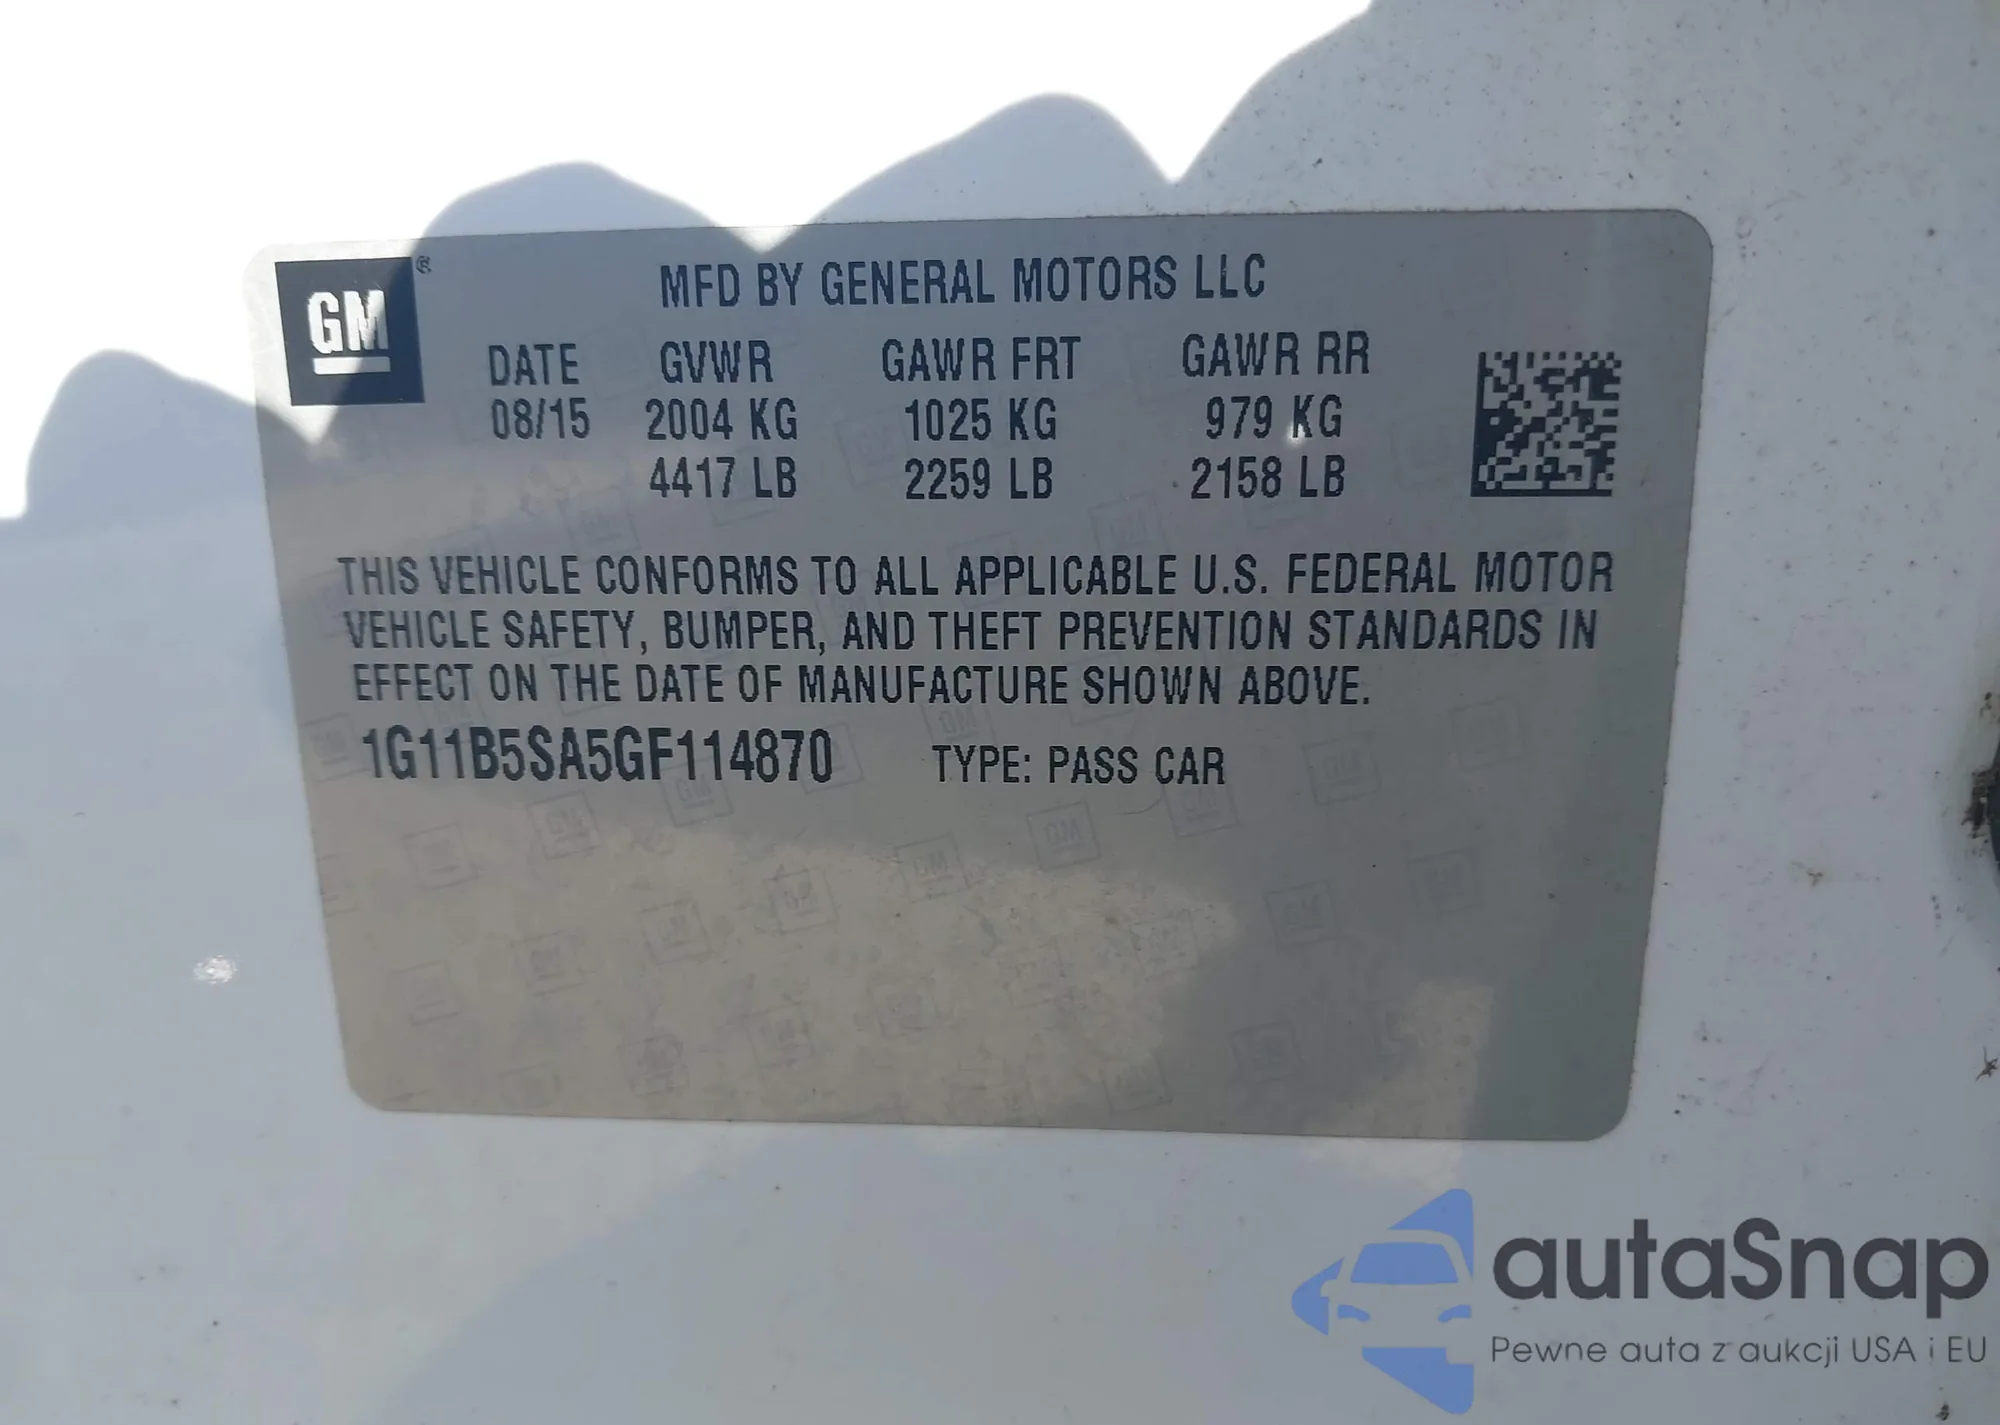 GM ®
MFD BY GENERAL MOTORS LLC
DATE GVWR GAWR FRT GAWR RR
08/15 2004 KG 1025 KG 979 KG
4417 LB 2259 LB 2158 LB
THIS VEHICLE CONFORMS TO ALL APPLICABLE U.S. FEDERAL MOTOR
VEHICLE SAFETY, BUMPER, AND THEFT PREVENTION STANDARDS IN
EFFECT ON THE DATE OF MANUFACTURE SHOWN ABOVE.
1G11B5SA5GF114870 TYPE: PASS CAR
autaSnap
Pewne auta z aukcji USA i EU